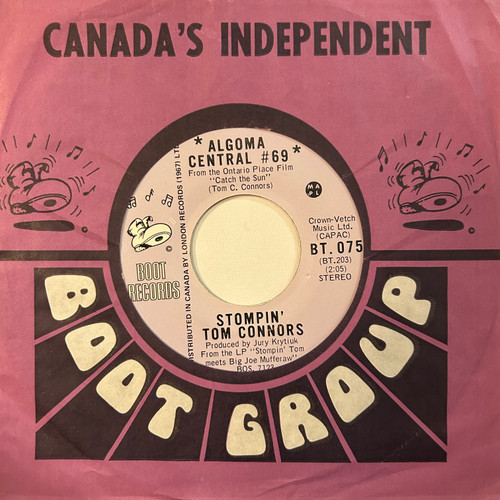 CANADA'S INDEPENDENT
* ALGOMA *
CENTRAL #69
From the Ontario Place Film
"Catch the Sun"
(Tom C. Connors)
MA
PL
Crown-Vetch
Music Ltd.
(CAPAC)
BT. 075
(BT.203)
(2:05)
STEREO
BOOT
RECORDS
DISTRIBUTED IN CANADA BY LONDON RECORDS (1967) LTD
STOMPIN'
TOM CONNORS
Produced by Jury Krytiuk
From the LP "Stompin' Tom
meets Big Joe Mufferaw"
BOS. 7123
BOOT GROUP